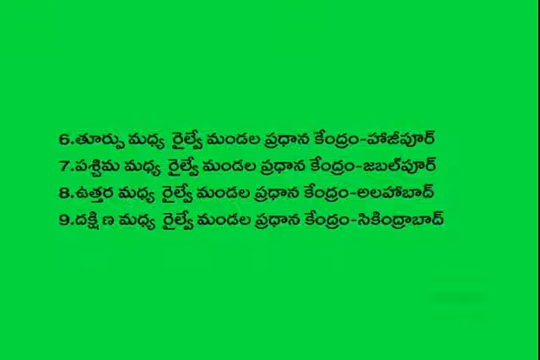 6.తూర్పు మధ్య రైల్వే మండల ప్రధాన కేంద్రం-హాజీపూర్
7.పశ్చిమ మధ్య రైల్వే మండల ప్రధాన కేంద్రం-జబల్‌పూర్
8.ఉత్తర మధ్య రైల్వే మండల ప్రధాన కేంద్రం-అలహాబాద్
9.దక్షి ణ మధ్య రైల్వే మండల ప్రధాన కేంద్రం-సికింద్రాబాద్